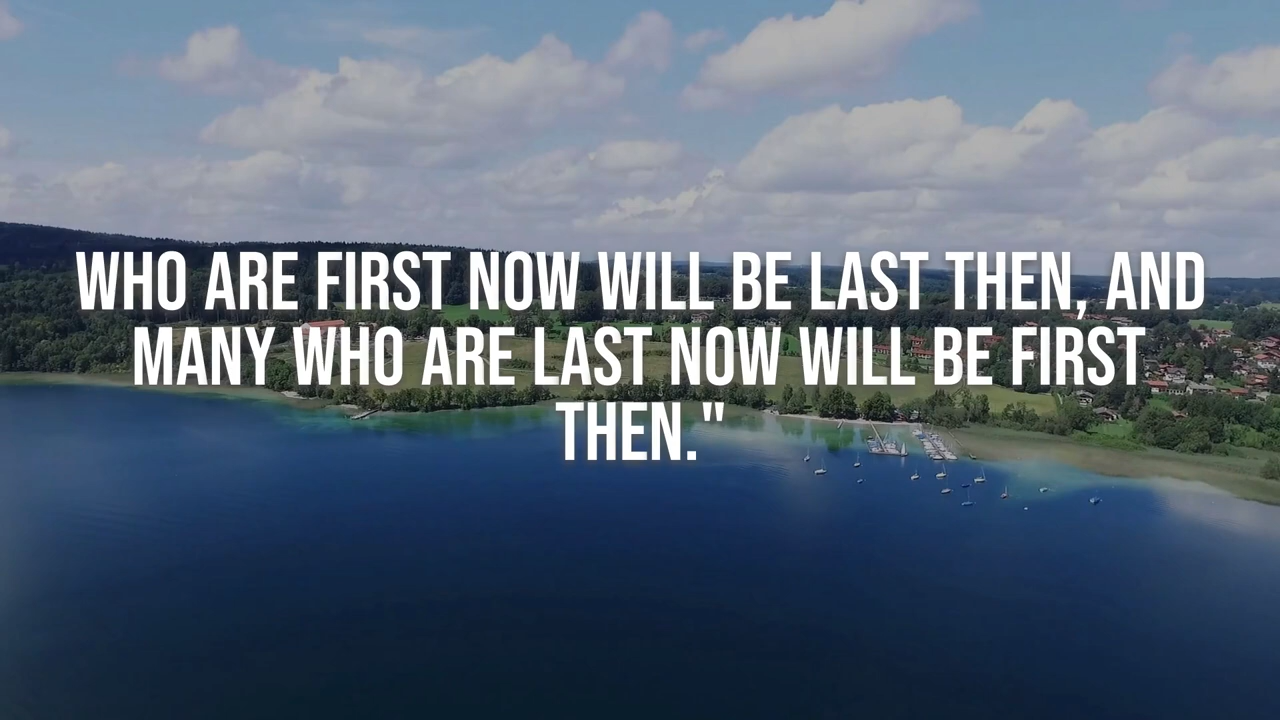 WHO ARE FIRST NOW WILL BE LAST THEN, AND
MANY WHO ARE LAST NOW WILL BE FIRST
THEN."